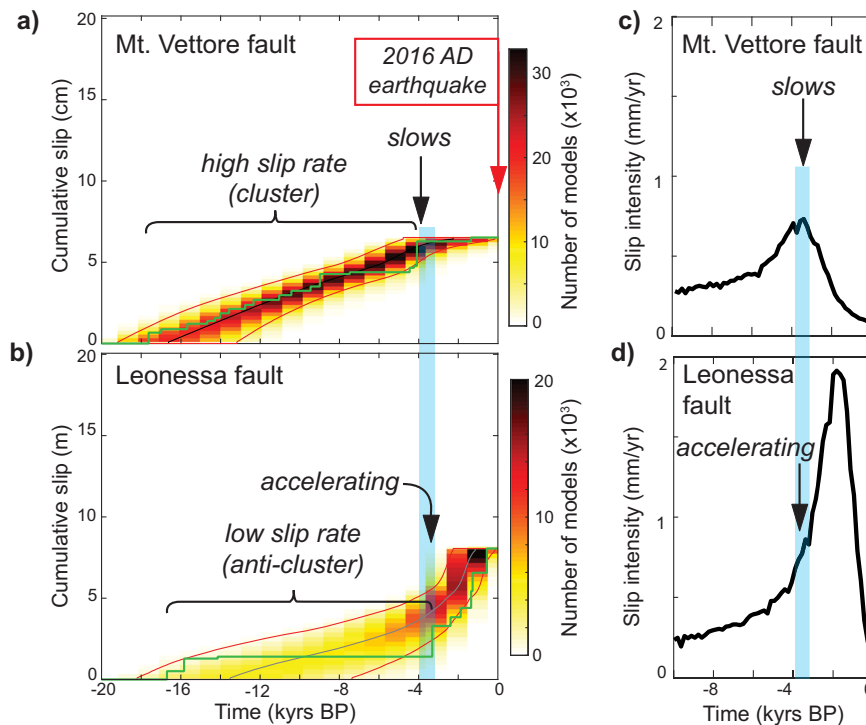 a)
Mt. Vettore fault
2016 AD
earthquake
slows
high slip rate
(cluster)
20
15
10
5
0
Cumulative slip (cm)
30
20
10
0
Number of models (x10³)
b)
Leonessa fault
accelerating
low slip rate
(anti-cluster)
20
15
10
5
0
Cumulative slip (m)
-20
-16
-12
-8
-4
0
Time (kyrs BP)
20
10
0
Number of models (x10³)
c)
Mt. Vettore fault
slows
2
1
0
Slip intensity (mm/yr)
d)
Leonessa
fault
accelerating
2
1
0
Slip intensity (mm/yr)
-8
-4
0
Time (kyrs BP)